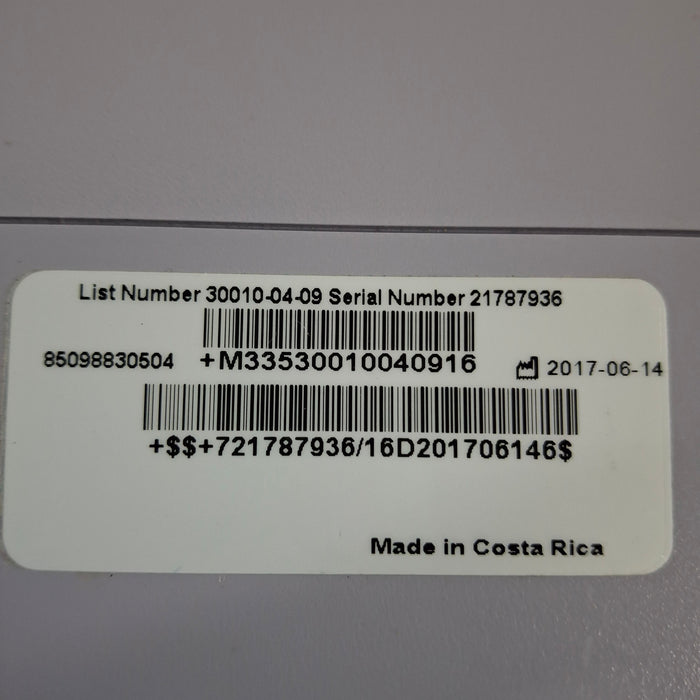 List Number 30010-04-09 Serial Number 21787936
+M33530010040916
85098830504
2017-06-14
+$$+721787936/16D201706146$
Made in Costa Rica